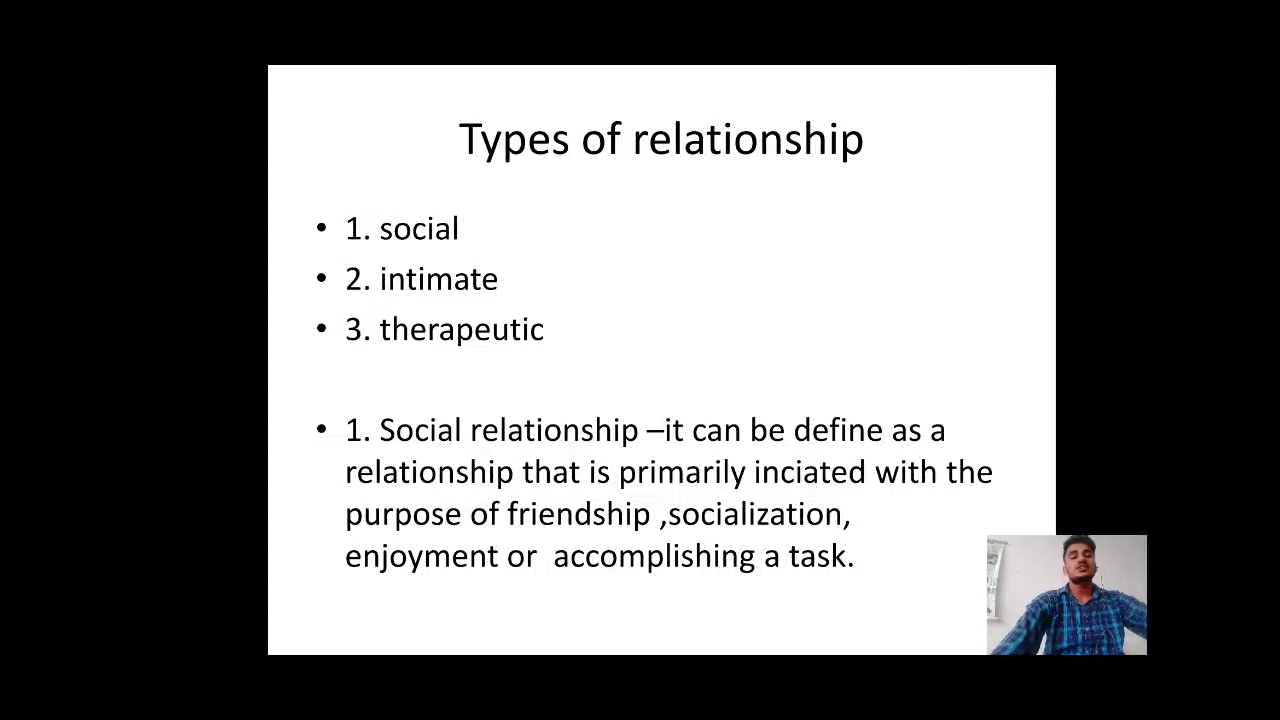 Types of relationship
• 1. social
• 2. intimate
• 3. therapeutic
• 1. Social relationship –it can be define as a
relationship that is primarily inciated with the
purpose of friendship ,socialization,
enjoyment or  accomplishing a task.